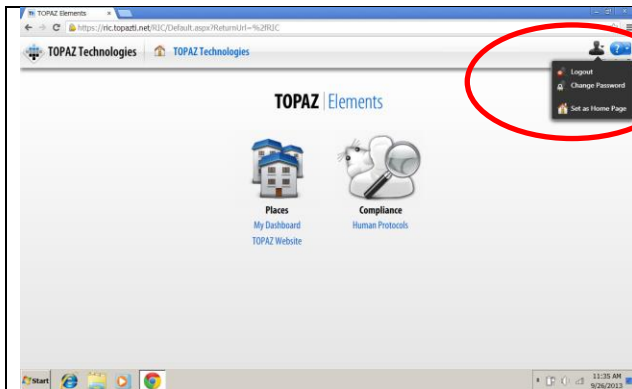 TOPAZ Elements
https://ric.topazti.net/RIC/Default.aspx?ReturnUrl=%2fRIC
TOPAZ Technologies TOPAZ Technologies
Logout
Change Password
Set as Home Page
TOPAZ Elements
Places
My Dashboard
TOPAZ Website
Compliance
Human Protocols
Start
11:35 AM
9/26/2013